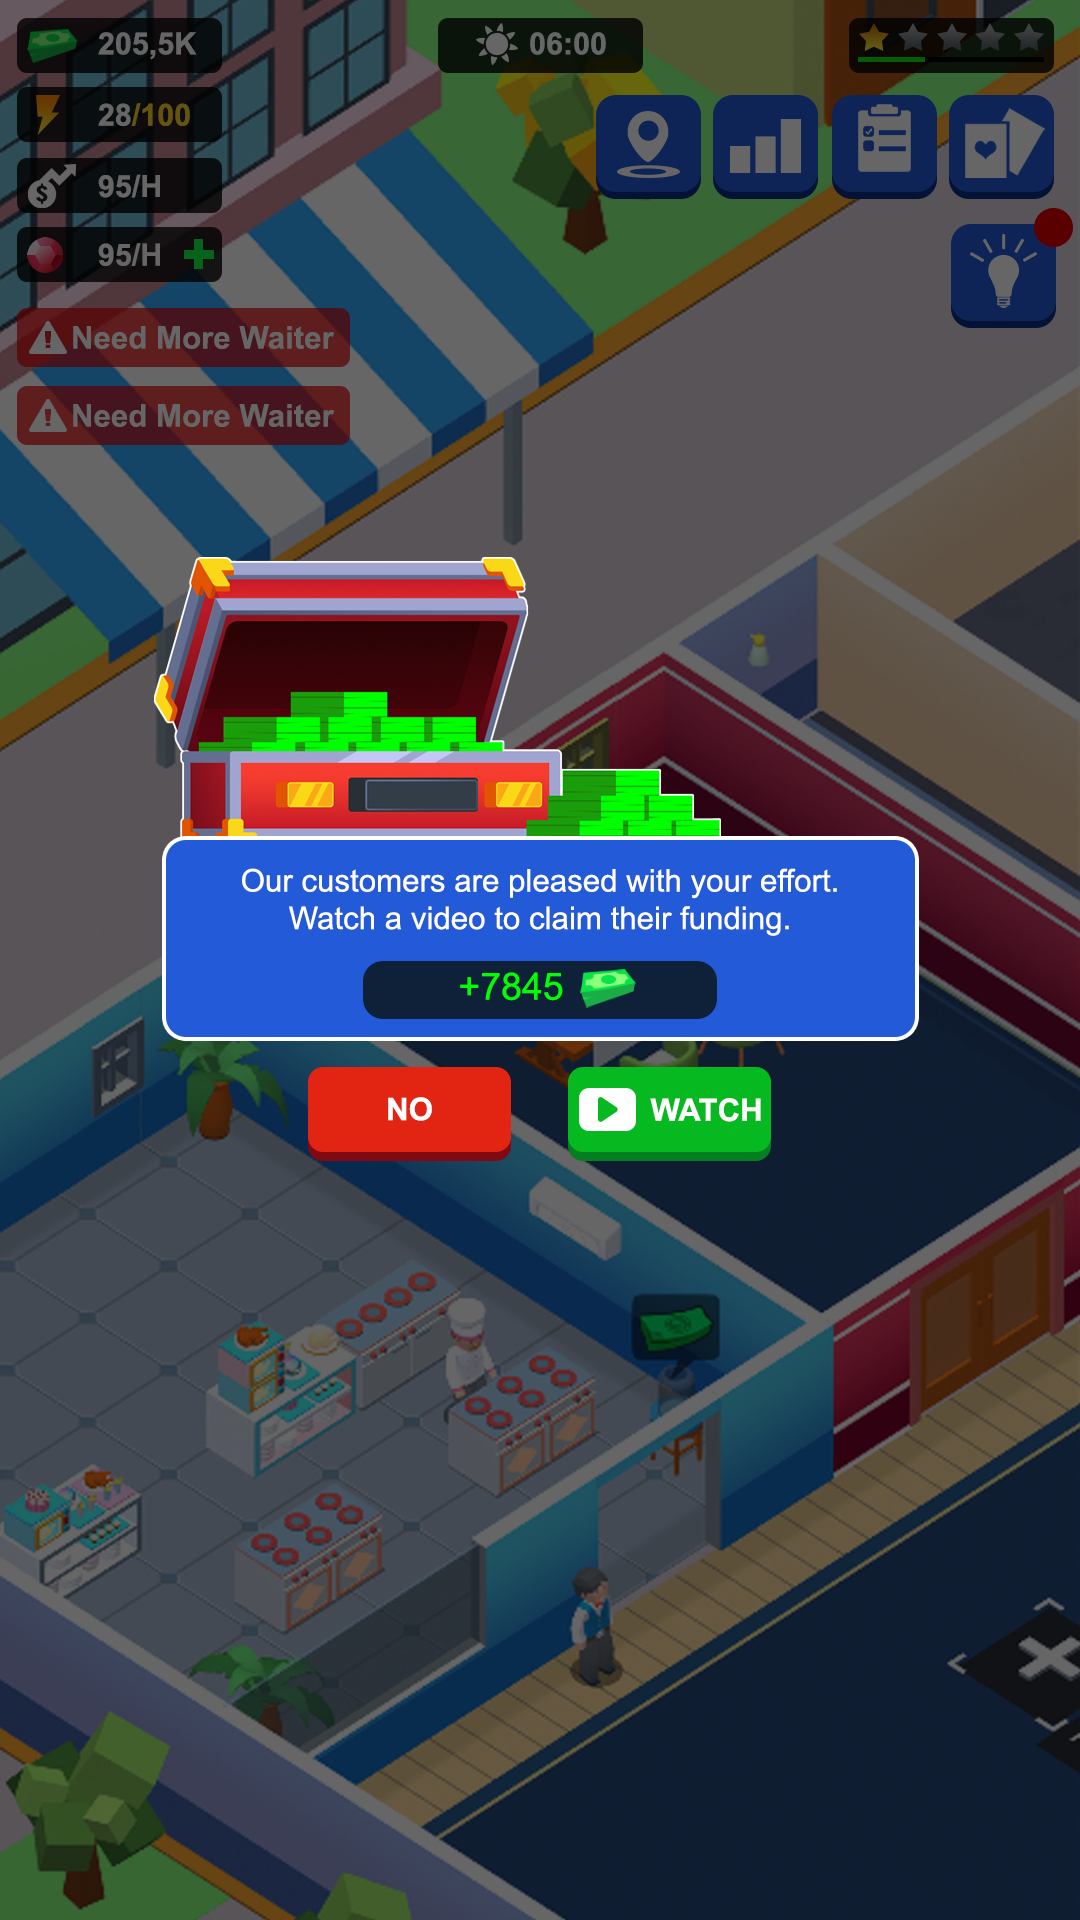 205,5K
06:00
28/100
95/H
95/H
Need More Waiter
Need More Waiter
Our customers are pleased with your effort.
Watch a video to claim their funding.
+7845
NO
WATCH